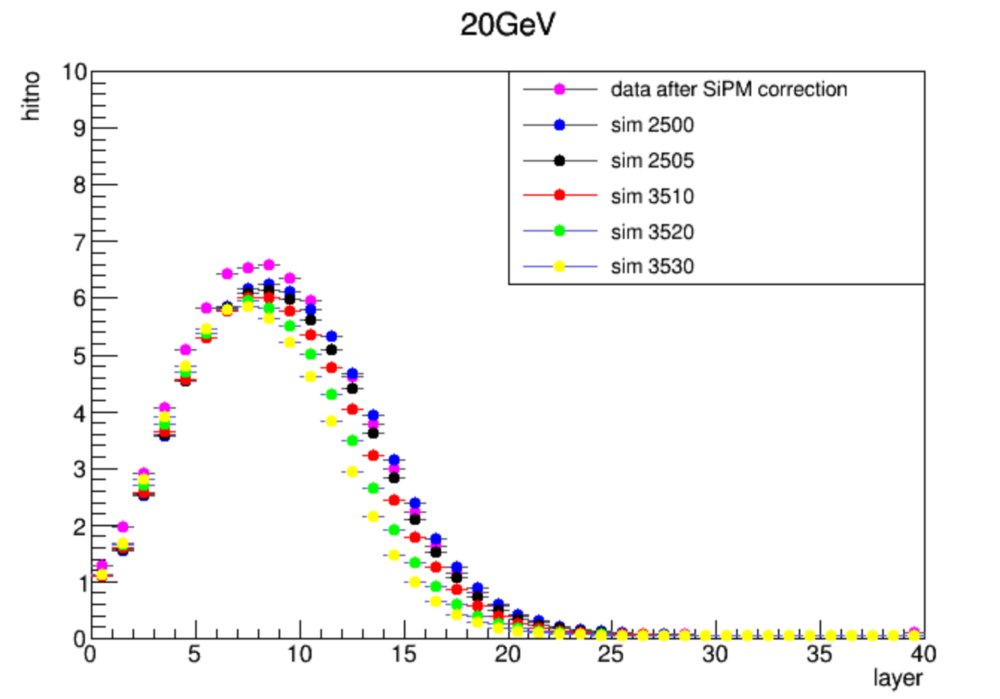 20GeV
hitno
10
9
8
7
6
5
4
3
2
1
0
data after SiPM correction
sim 2500
sim 2505
sim 3510
sim 3520
sim 3530
0 5 10 15 20 25 30 35 40
layer